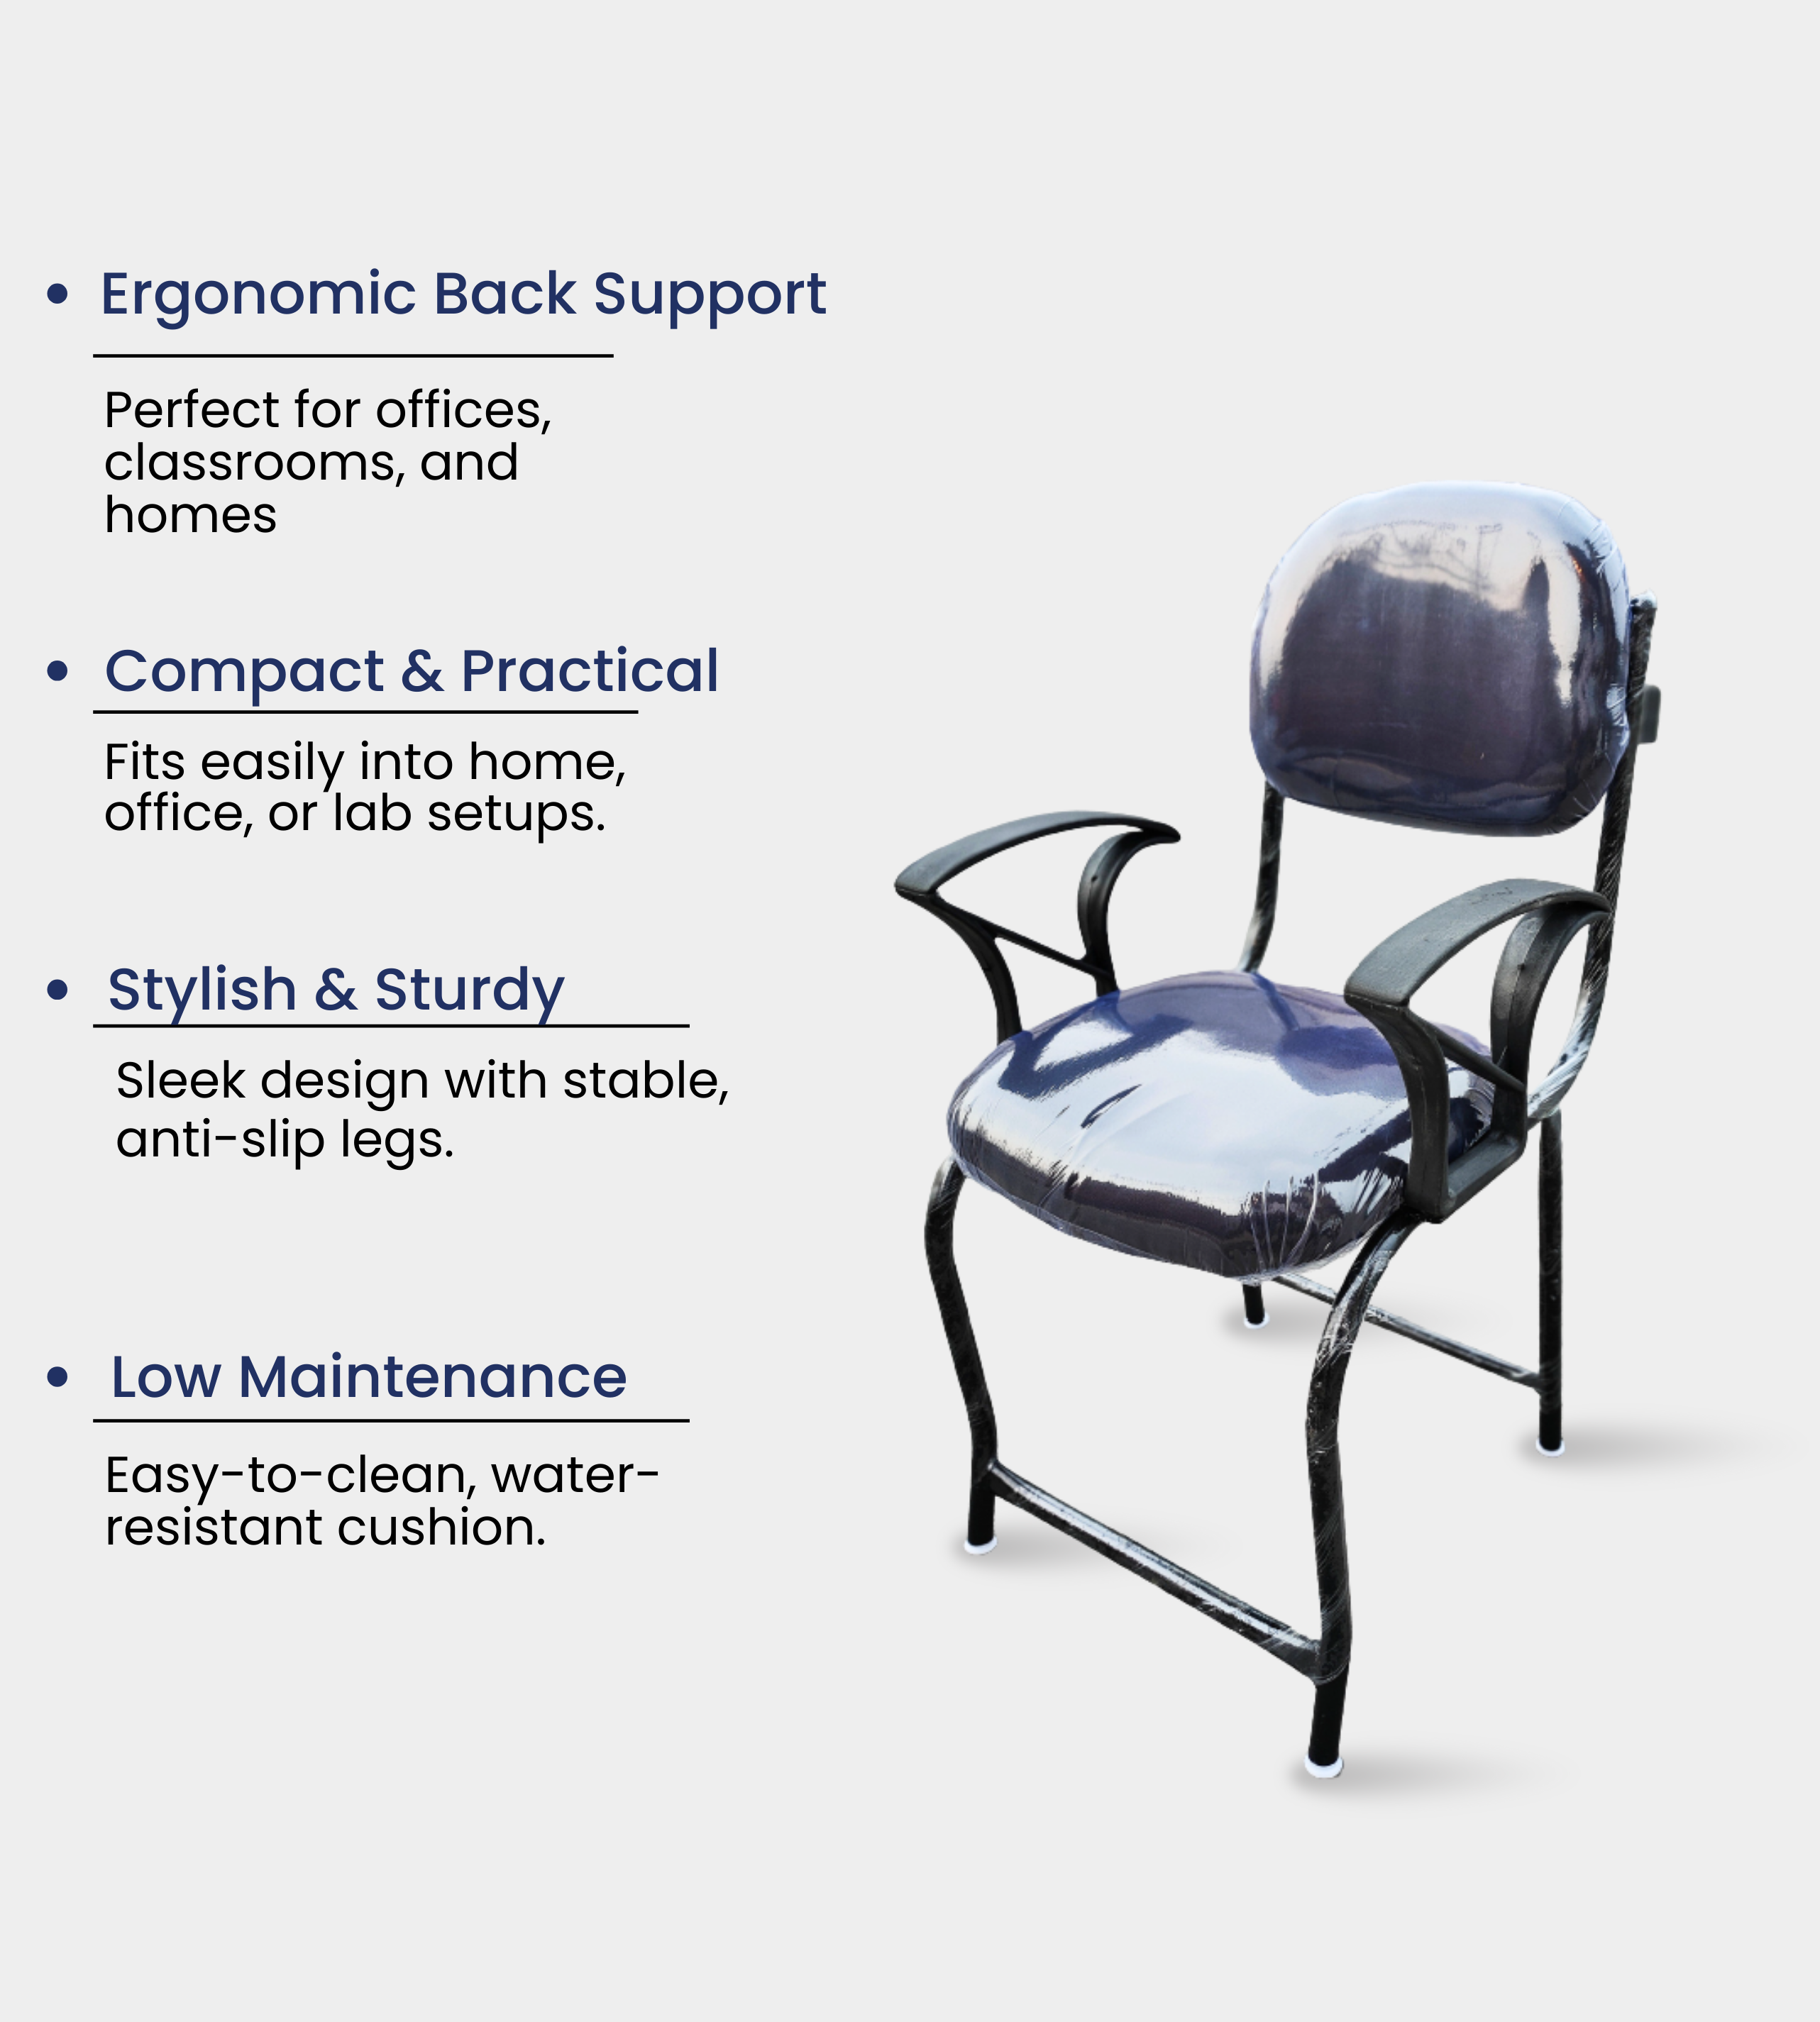 • Ergonomic Back Support
Perfect for offices,
classrooms, and
homes
• Compact & Practical
Fits easily into home,
office, or lab setups.
• Stylish & Sturdy
Sleek design with stable,
anti-slip legs.
• Low Maintenance
Easy-to-clean, water-
resistant cushion.